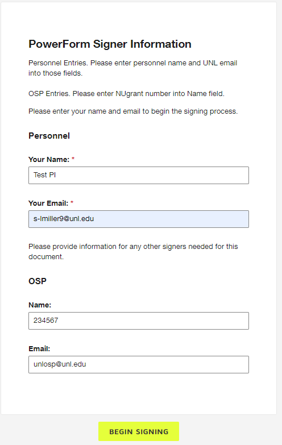 PowerForm Signer Information
Personnel Entries. Please enter personnel name and UNL email
into those fields.
OSP Entries. Please enter NUgrant number into Name field.
Please enter your name and email to begin the signing process.
Personnel
Your Name: *
Test PI
Your Email: *
s-lmiller9@unl.edu
Please provide information for any other signers needed for this
document.
OSP
Name:
234567
Email:
unlosp@unl.edu
BEGIN SIGNING